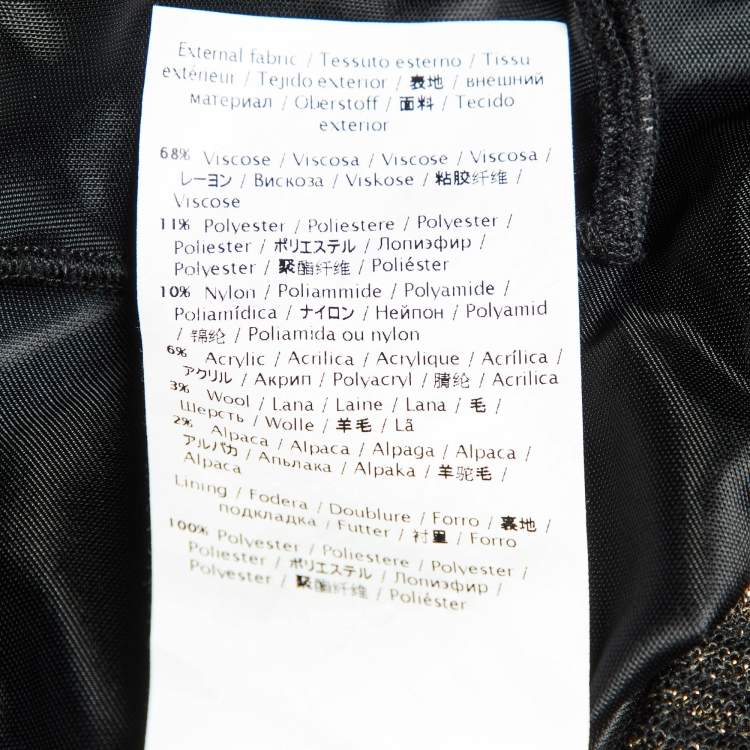 External fabric / Tessuto esterno / Tissu
extérieur / Tejido exterior / 表地 / внешний
материал / Oberstoff / 面料 / Tecido
exterior
68% Viscose / Viscosa / Viscose / Viscosa /
レーヨン / Вискоза / Viskose / 粘胶纤维 /
Viscose
11% Polyester / Poliestere / Polyester /
Poliester / ポリエステル / Лопиэфир /
Polyester / 聚酯纤维 / Poliéster
10% Nylon / Poliammide / Polyamide /
Poliamídica / ナイロン / Нейпон / Polyamid
/ 锦纶 / Poliamida ou nylon
6% Acrylic / Acrilica / Acrylique / Acrílica /
アクリル / Акрип / Polyacryl / 腈纶 / Acrilica
3% Wool / Lana / Laine / Lana / 毛 /
Шерсть / Wolle / 羊毛 / Lã
2% Alpaca / Alpaca / Alpaga / Alpaca /
アルパカ / Апьпака / Alpaka / 羊驼毛 /
Alpaca
Lining / Fodera / Doublure / Forro / 裏地 /
подкладка / Futter / 衬里 / Forro
100% Polyester / Poliestere / Polyester /
Poliester / ポリエステル / Лопиэфир /
Polyester / 聚酯纤维 / Poliéster